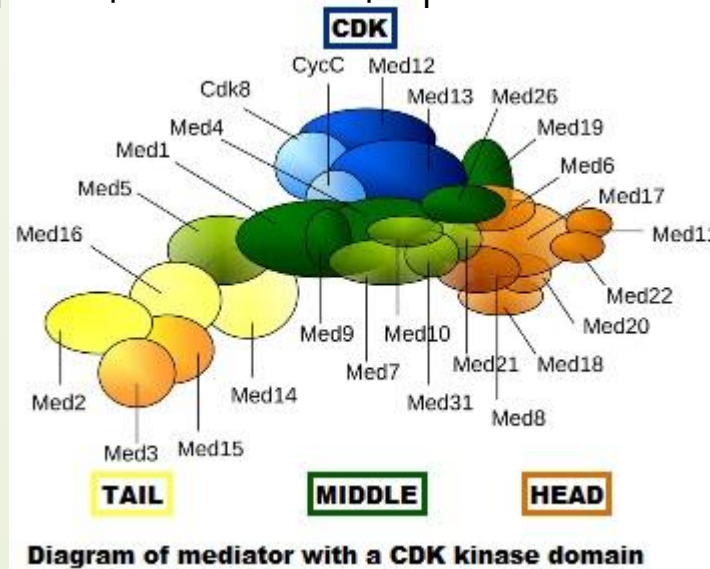 CDK
CycC Med12
Cdk8 Med13 Med26
Med4 Med19
Med1 Med6
Med5 Med17
Med16 Med11
Med22
Med9 Med10 Med20
Med7 Med21 Med18
Med2 Med14 Med31
Med8
Med3 Med15
TAIL MIDDLE HEAD
Diagram of mediator with a CDK kinase domain